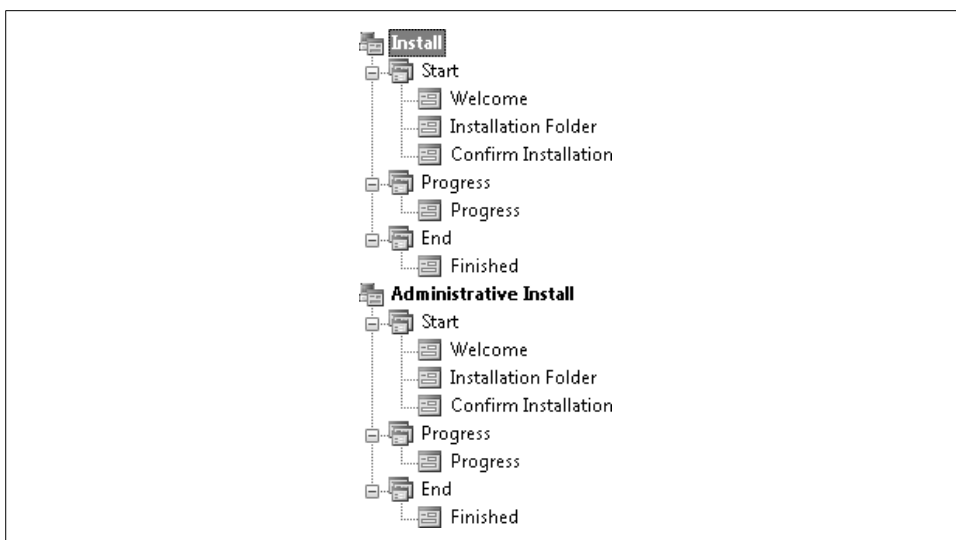 Install
Start
Welcome
Installation Folder
Confirm Installation
Progress
Progress
End
Finished
Administrative Install
Start
Welcome
Installation Folder
Confirm Installation
Progress
Progress
End
Finished